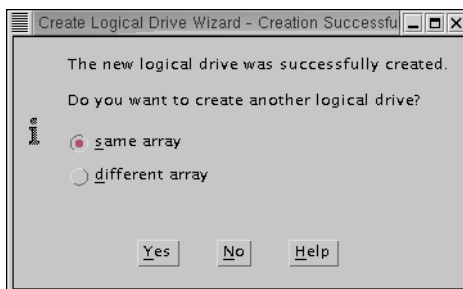 Create Logical Drive Wizard - Creation Successfu
The new logical drive was successfully created.
Do you want to create another logical drive?
same array
different array
Yes No Help